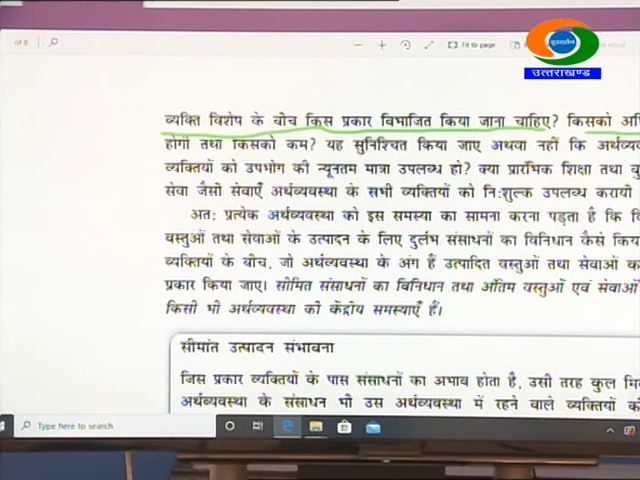 of 8
Fit to page
दूरदर्शन
उत्तराखण्ड
व्यक्ति विशेष के बीच किस प्रकार विभाजित किया जाना चाहिए? किसको
होगी तथा किसको कम? यह सुनिश्चित किया जाए अथवा नहीं कि
व्यक्तियों को उपभोग की न्यूनतम मात्रा उपलब्ध हो? क्या प्रारंभिक शिक्षा तथा
सेवा जैसी सेवाएँ अर्थव्यवस्था के सभी व्यक्तियों को निःशुल्क उपलब्ध करायी
अतः प्रत्येक अर्थव्यवस्था को इस समस्या का सामना करना पड़ता है कि
वस्तुओं तथा सेवाओं के उत्पादन के लिए दुर्लभ संसाधनों का विनिधान कैसे
व्यक्तियों के बीच, जो अर्थव्यवस्था के अंग हैं उत्पादित वस्तुओं तथा सेवाओं
प्रकार किया जाए। सीमित संसाधनों का विनिधान तथा अंतिम वस्तुओं एवं सेवाओं
किसी भी अर्थव्यवस्था की केंद्रीय समस्याएँ हैं।
सीमांत उत्पादन संभावना
जिस प्रकार व्यक्तियों के पास संसाधनों का अभाव होता है, उसी तरह कुल
अर्थव्यवस्था के संसाधन भी उस अर्थव्यवस्था में रहने वाले व्यक्तियों
Type here to search